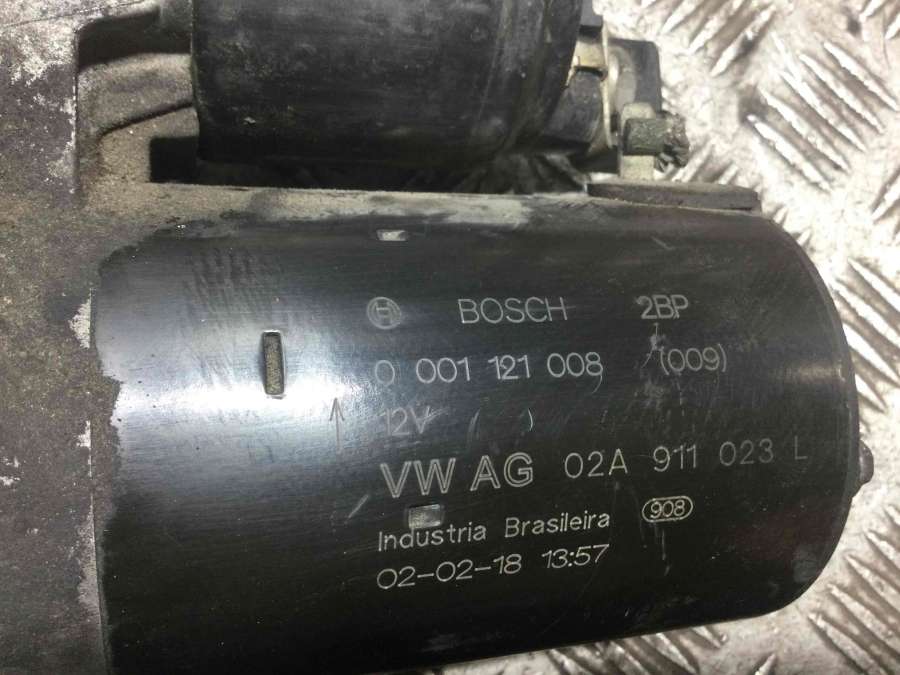 BOSCH 2BP
0 001 121 008 (009)
12V ( )
VW AG 02A 911 023 L
Industria Brasileira 908
02-02-18 13:57